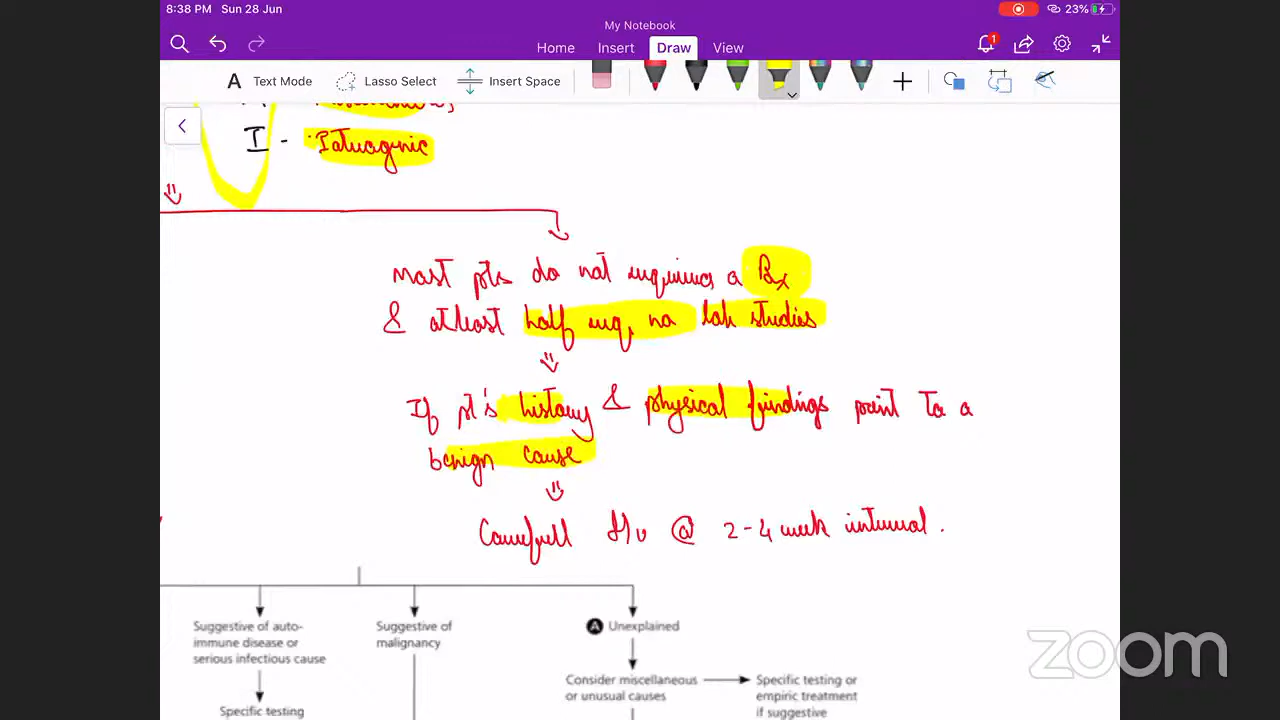 8:38 PM Sun 28 Jun
23%
My Notebook
Home Insert Draw View
1
Text Mode Lasso Select Insert Space
I - Iatrogenic
Most pts do not requires a Bx
& atleast half req, no lab studies
If pt's history & physical findings point to a
benign cause
Carefull f/u @ 2-4 week interval.
Suggestive of auto-
immune disease or
serious infectious cause
Specific testing
Suggestive of
malignancy
A Unexplained
Consider miscellaneous
or unusual causes
Specific testing or
empiric treatment
if suggestive
zoom